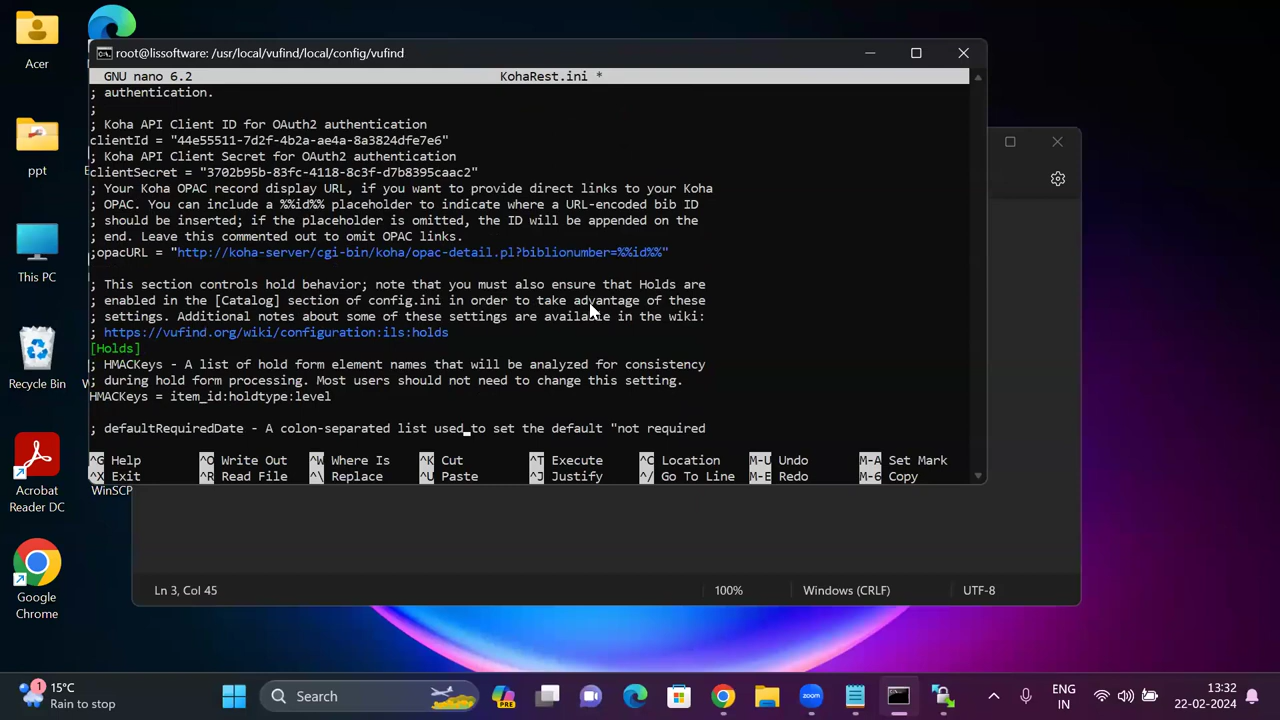 Acer
ppt
This PC
Recycle Bin
Acrobat
Reader DC
WinSCP
Google
Chrome
root@lissoftware: /usr/local/vufind/local/config/vufind
GNU nano 6.2 KohaRest.ini *
; authentication.
;
; Koha API Client ID for OAuth2 authentication
clientId = "44e55511-7d2f-4b2a-ae4a-8a3824dfe7e6"
; Koha API Client Secret for OAuth2 authentication
clientSecret = "3702b95b-83fc-4118-8c3f-d7b8395caac2"
; Your Koha OPAC record display URL, if you want to provide direct links to your Koha
; OPAC. You can include a %%id%% placeholder to indicate where a URL-encoded bib ID
; should be inserted; if the placeholder is omitted, the ID will be appended on the
; end. Leave this commented out to omit OPAC links.
;opacURL = "http://koha-server/cgi-bin/koha/opac-detail.pl?biblionumber=%%id%%"
; This section controls hold behavior; note that you must also ensure that Holds are
; enabled in the [Catalog] section of config.ini in order to take advantage of these
; settings. Additional notes about some of these settings are available in the wiki:
; https://vufind.org/wiki/configuration:ils:holds
[Holds]
; HMACKeys - A list of hold form element names that will be analyzed for consistency
; during hold form processing. Most users should not need to change this setting.
HMACKeys = item_id:holdtype:level
; defaultRequiredDate - A colon-separated list used to set the default "not required
^G Help ^O Write Out ^W Where Is ^K Cut ^T Execute ^C Location M-U Undo M-A Set Mark
^X Exit ^R Read File ^\ Replace ^U Paste ^J Justify ^/ Go To Line M-E Redo M-6 Copy
Ln 3, Col 45 100% Windows (CRLF) UTF-8
1
15°C
Rain to stop
Search
PRE
zoom
ENG
IN
13:32
22-02-2024